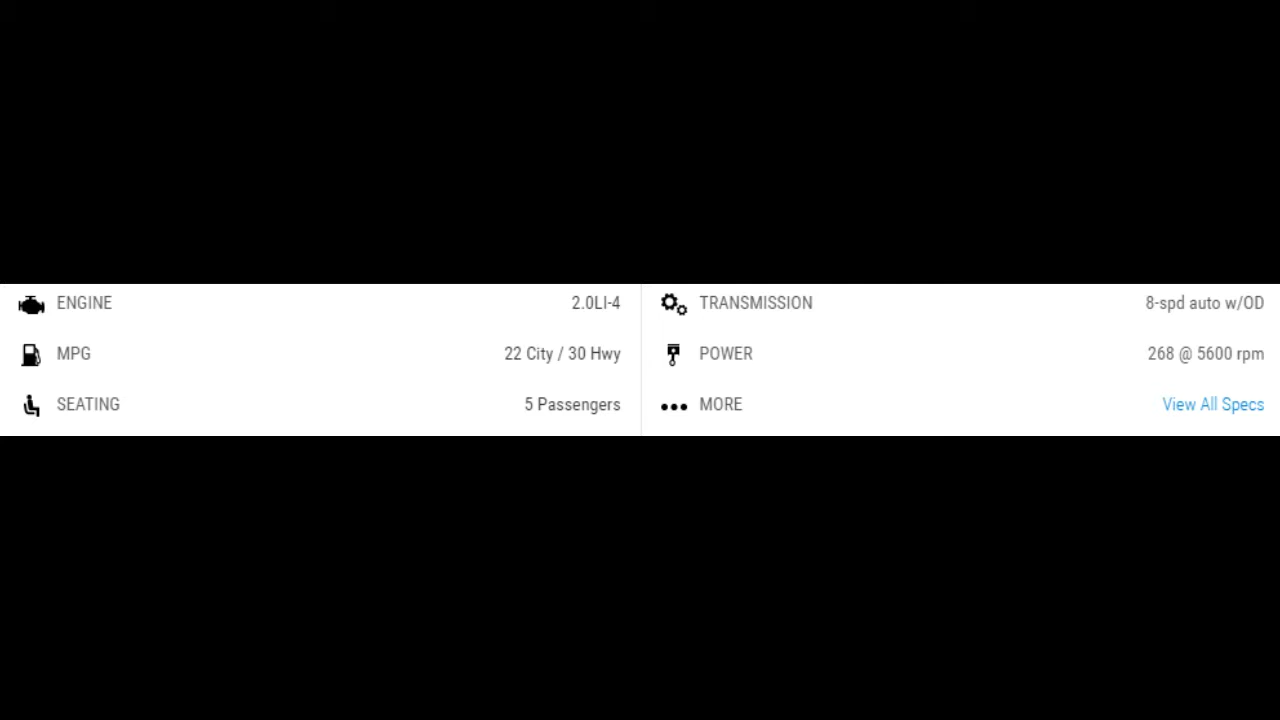 ENGINE 2.0LI-4
MPG 22 City / 30 Hwy
SEATING 5 Passengers
TRANSMISSION 8-spd auto w/OD
POWER 268 @ 5600 rpm
MORE View All Specs